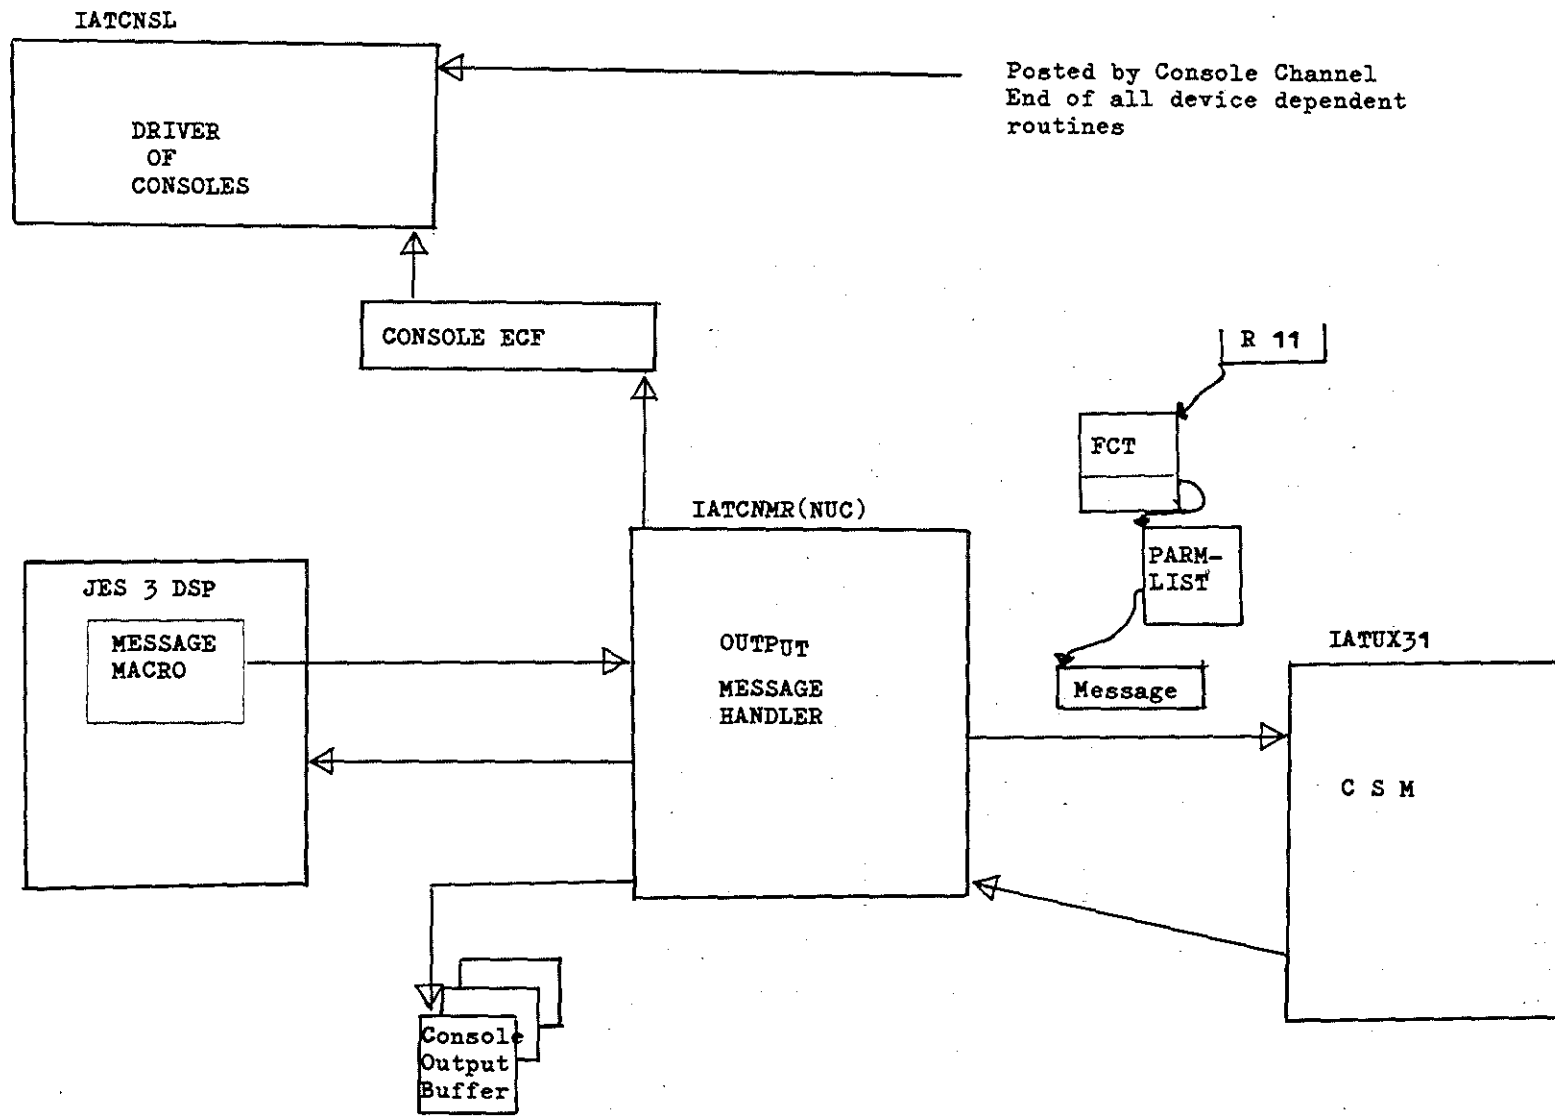 IATCNSL
Posted by Console Channel
End of all device dependent
routines
DRIVER
OF
CONSOLES
CONSOLE ECF
R 11
FCT
IATCNMR(NUC)
PARM-
LIST
JES 3 DSP
MESSAGE
MACRO
OUTPUT
MESSAGE
HANDLER
Message
IATUX31
C S M
Console
Output
Buffer